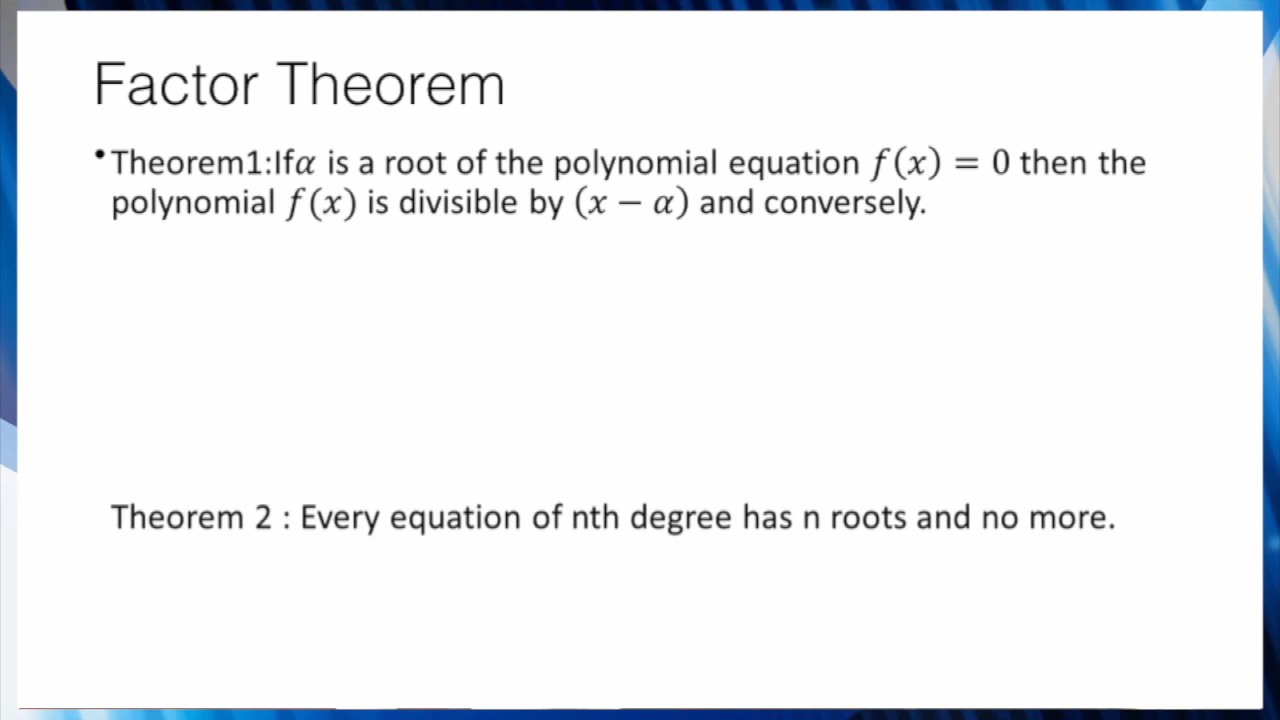 Factor Theorem
•Theorem1:If𝛼 is a root of the polynomial equation 𝑓(𝑥) = 0 then the
polynomial 𝑓(𝑥) is divisible by (𝑥 − 𝛼) and conversely.
Theorem 2 : Every equation of nth degree has n roots and no more.